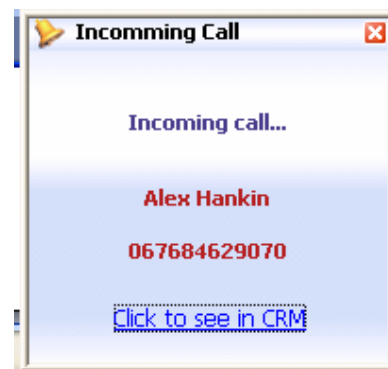 Incomming Call
Incoming call...
Alex Hankin
067684629070
Click to see in CRM